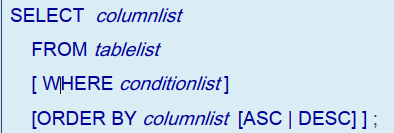 SELECT columnlist
FROM tablelist
[ WHERE conditionlist ]
[ORDER BY columnlist [ASC | DESC] ] ;